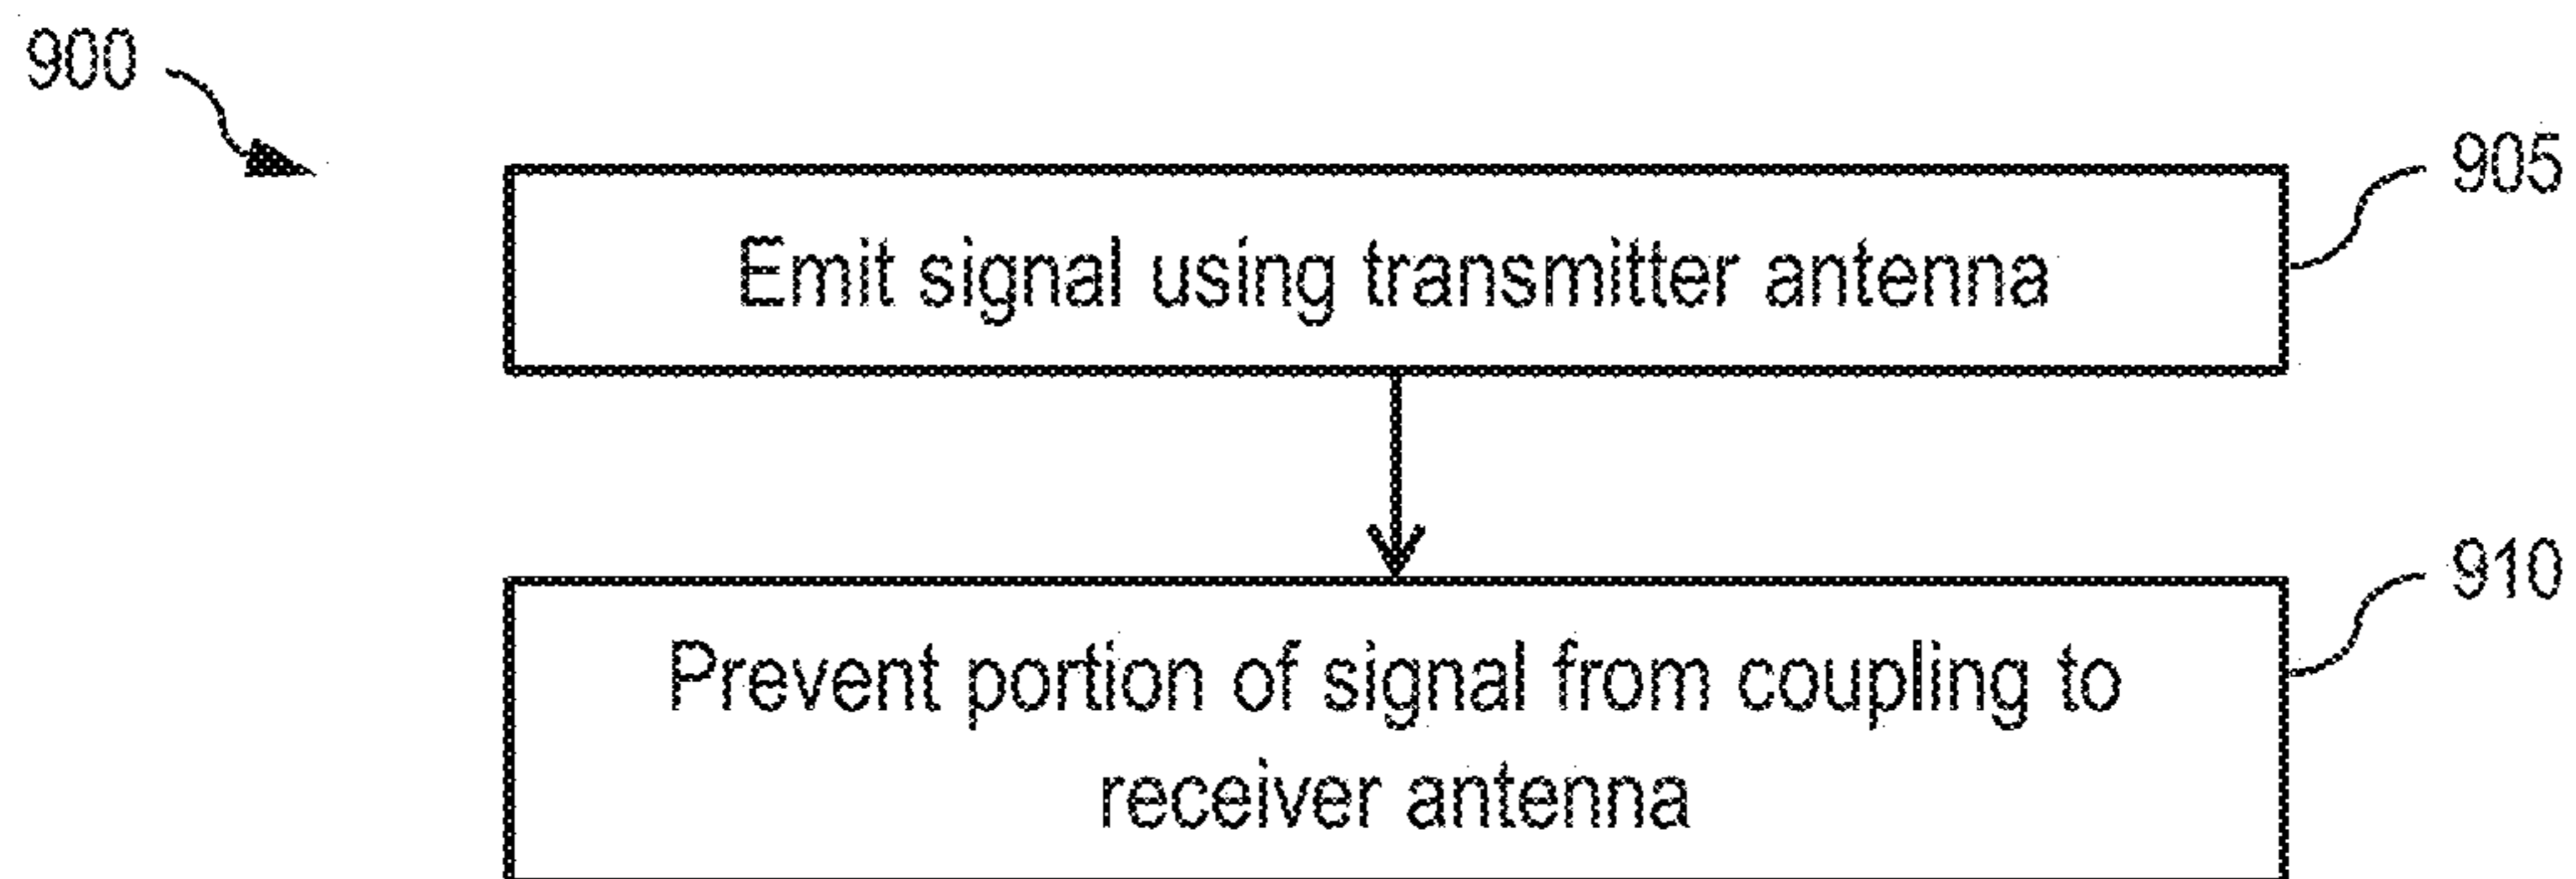 900
905
Emit signal using transmitter antenna
910
Prevent portion of signal from coupling to
receiver antenna